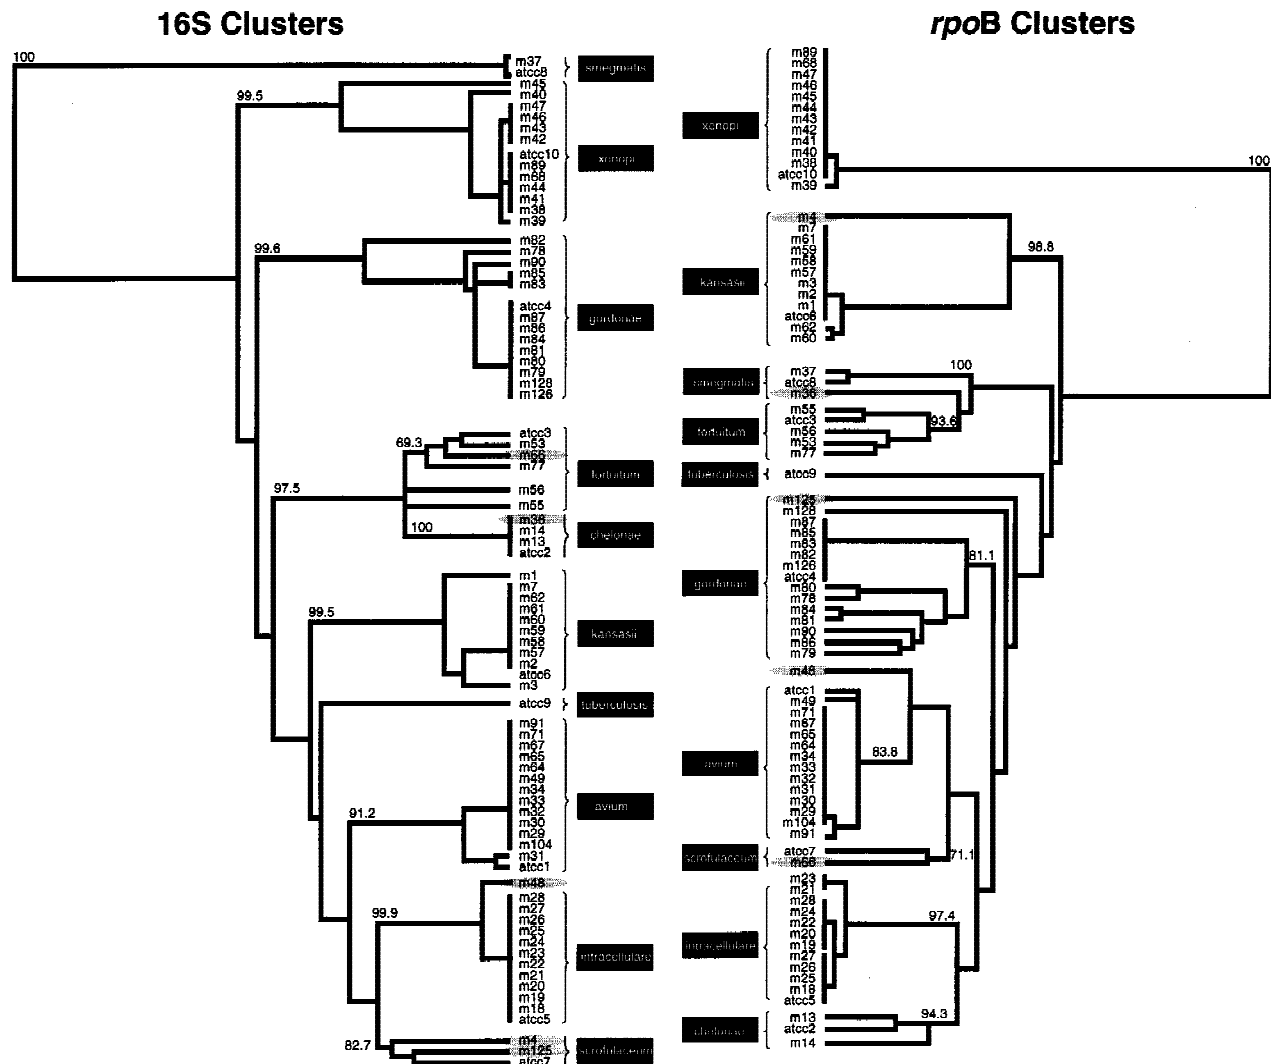 16S Clusters
100
m37
atcc8
smegmatis
99.5
m45
m40
m47
m46
m43
m42
atcc10
m89
m68
m44
m41
m38
m39
xenopi
99.6
m82
m78
m90
m85
m83
atcc4
m87
m86
m84
m81
m80
m79
m128
m126
gordonae
97.5
69.3
atcc3
m53
m66
m77
m56
m55
fortuitum
100
m36
m14
m13
atcc2
chelonae
99.5
m1
m7
m62
m61
m60
m59
m58
m57
m2
atcc6
m3
kansasii
atcc9
tuberculosis
91.2
m91
m71
m67
m65
m64
m49
m34
m33
m32
m30
m29
m104
m31
atcc1
avium
99.9
m48
m28
m27
m26
m25
m24
m23
m22
m21
m20
m19
m18
atcc5
intracellulare
82.7
m4
m125
atcc7
scrofulaceum
rpoB Clusters
m89
m68
m47
m46
m45
m44
m43
m42
m41
m40
m38
atcc10
m39
xenopi
100
m4
m7
m61
m59
m58
m57
m3
m2
m1
atcc6
m62
m60
kansasii
98.8
m37
atcc8
m36
smegmatis
100
m55
atcc3
m56
m53
m77
fortuitum
93.6
atcc9
tuberculosis
m125
m128
m87
m85
m83
m82
m126
atcc4
m80
m78
m84
m81
m90
m86
m79
gordonae
81.1
m48
atcc1
m49
m71
m67
m65
m64
m34
m33
m32
m31
m30
m29
m104
m91
avium
83.8
atcc7
m66
scrofulaceum
71.1
m23
m21
m28
m24
m22
m20
m19
m27
m26
m25
m18
atcc5
intracellulare
97.4
m13
atcc2
m14
chelonae
94.3